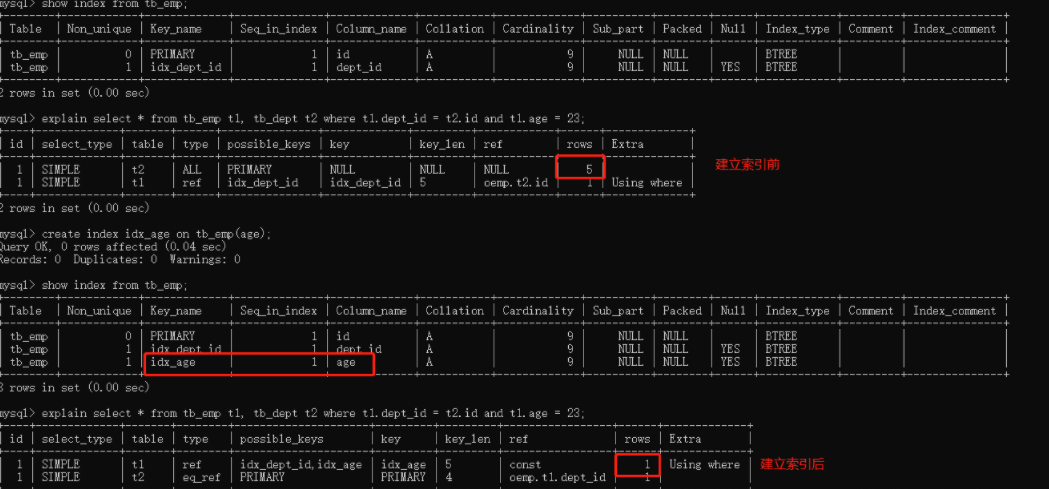 mysql> show index from tb_emp;
| Table | Non_unique | Key_name | Seq_in_index | Column_name | Collation | Cardinality | Sub_part | Packed | Null | Index_type | Comment | Index_comment |
| tb_emp | 0 | PRIMARY | 1 | id | A | 9 | NULL | NULL | | BTREE | | |
| tb_emp | 1 | idx_dept_id | 1 | dept_id | A | 9 | NULL | NULL | YES | BTREE | | |
2 rows in set (0.00 sec)
mysql> explain select * from tb_emp t1, tb_dept t2 where t1.dept_id = t2.id and t1.age = 23;
| id | select_type | table | type | possible_keys | key | key_len | ref | rows | Extra |
| 1 | SIMPLE | t2 | ALL | PRIMARY | NULL | NULL | NULL | 5 | | 建立索引前
| 1 | SIMPLE | t1 | ref | idx_dept_id | idx_dept_id | 5 | oemp.t2.id | 1 | Using where |
2 rows in set (0.00 sec)
mysql> create index idx_age on tb_emp(age);
Query OK, 0 rows affected (0.04 sec)
Records: 0 Duplicates: 0 Warnings: 0
mysql> show index from tb_emp;
| Table | Non_unique | Key_name | Seq_in_index | Column_name | Collation | Cardinality | Sub_part | Packed | Null | Index_type | Comment | Index_comment |
| tb_emp | 0 | PRIMARY | 1 | id | A | 9 | NULL | NULL | | BTREE | | |
| tb_emp | 1 | idx_dept_id | 1 | dept_id | A | 9 | NULL | NULL | YES | BTREE | | |
| tb_emp | 1 | idx_age | 1 | age | A | 9 | NULL | NULL | YES | BTREE | | |
3 rows in set (0.00 sec)
mysql> explain select * from tb_emp t1, tb_dept t2 where t1.dept_id = t2.id and t1.age = 23;
| id | select_type | table | type | possible_keys | key | key_len | ref | rows | Extra |
| 1 | SIMPLE | t1 | ref | idx_dept_id,idx_age | idx_age | 5 | const | 1 | Using where | 建立索引后
| 1 | SIMPLE | t2 | eq_ref | PRIMARY | PRIMARY | 4 | oemp.t1.dept_id | 1 | |